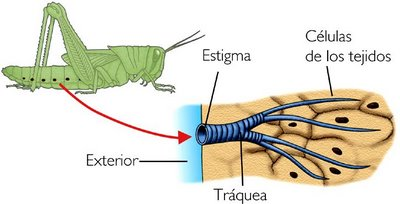 Estigma
Células
de los tejidos
Exterior
Tráquea